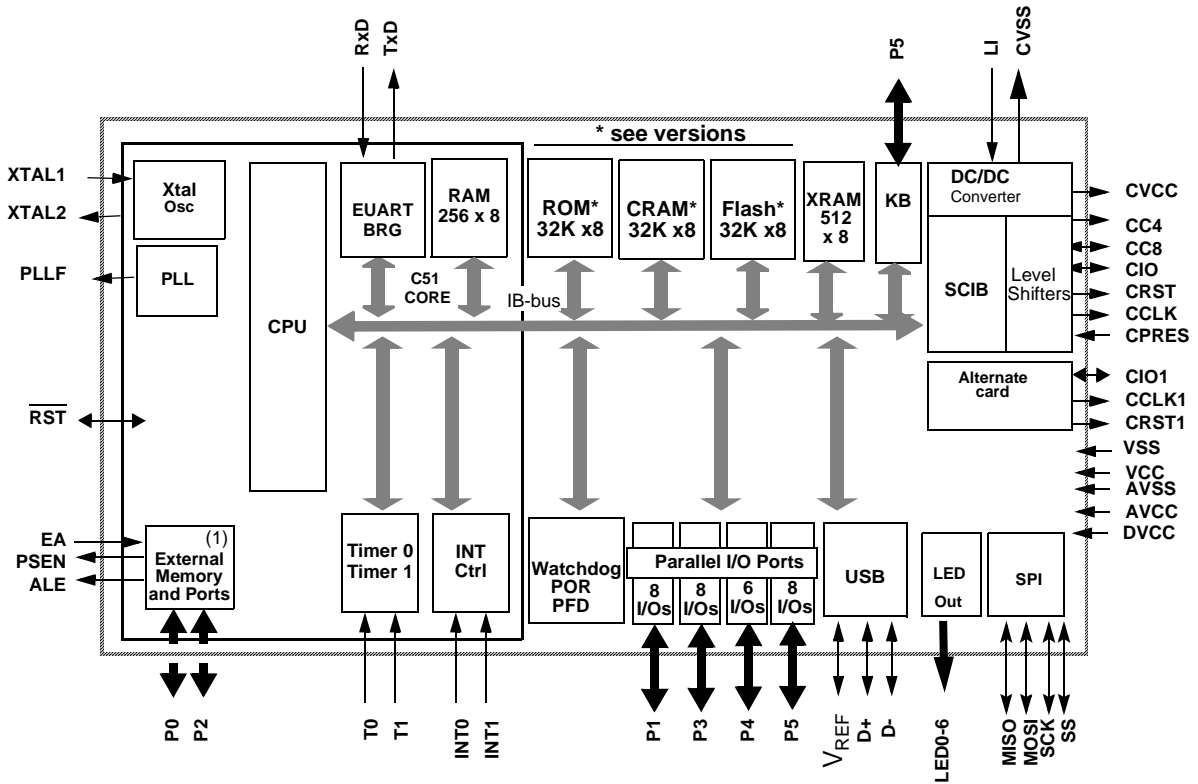 RxD
TxD
P5
LI
CVSS
* see versions
XTAL1
XTAL2
PLLF
RST
EA
PSEN
ALE
Xtal
Osc
PLL
CPU
EUART
BRG
RAM
256 x 8
C51
CORE
IB-bus
ROM*
32K x8
CRAM*
32K x8
Flash*
32K x8
XRAM
512
x 8
KB
DC/DC
Converter
SCIB
Level
Shifters
Alternate
card
CVCC
CC4
CC8
CIO
CRST
CCLK
CPRES
CIO1
CCLK1
CRST1
VSS
VCC
AVSS
AVCC
DVCC
(1)
External
Memory
and Ports
Timer 0
Timer 1
INT
Ctrl
Watchdog
POR
PFD
Parallel I/O Ports
8
I/Os
8
I/Os
6
I/Os
8
I/Os
USB
LED
Out
SPI
P0
P2
T0
T1
INT0
INT1
P1
P3
P4
P5
VREF
D+
D-
LED0-6
MISO
MOSI
SCK
SS